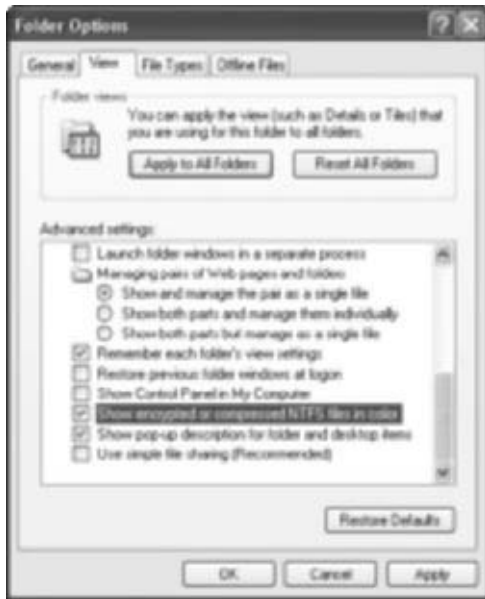 Folder Options
General View File Types Offline Files
Folder views
You can apply the view (such as Details or Tiles) that
you are using for this folder to all folders.
Apply to All Folders Reset All Folders
Advanced settings:
Launch folder windows in a separate process
Managing pairs of Web pages and folders
Show and manage the pair as a single file
Show both parts and manage them individually
Show both parts but manage as a single file
Remember each folder's view settings
Restore previous folder windows at logon
Show Control Panel in My Computer
Show encrypted or compressed NTFS files in color
Show pop-up description for folder and desktop items
Use simple file sharing (Recommended)
Restore Defaults
OK Cancel Apply